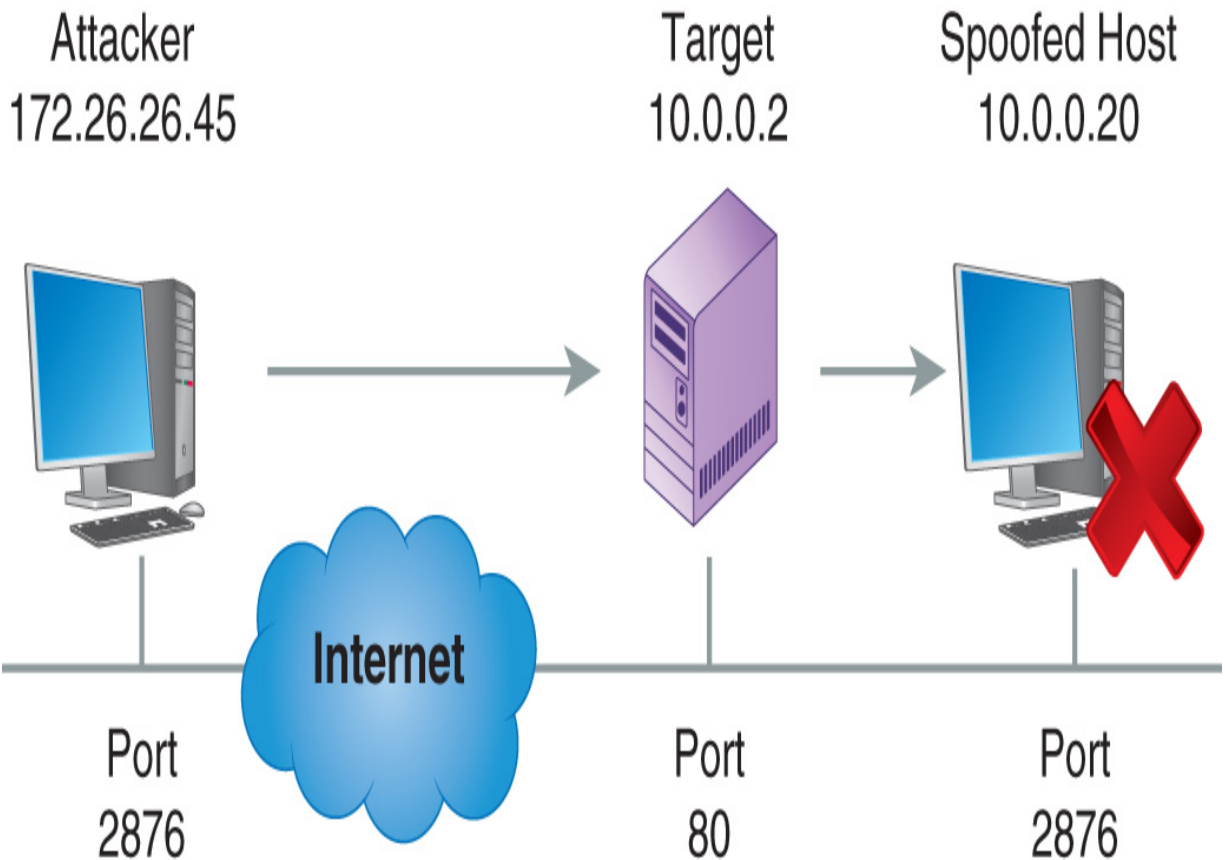 Attacker
172.26.26.45
Target
10.0.0.2
Spoofed Host
10.0.0.20
Internet
Port
2876
Port
80
Port
2876